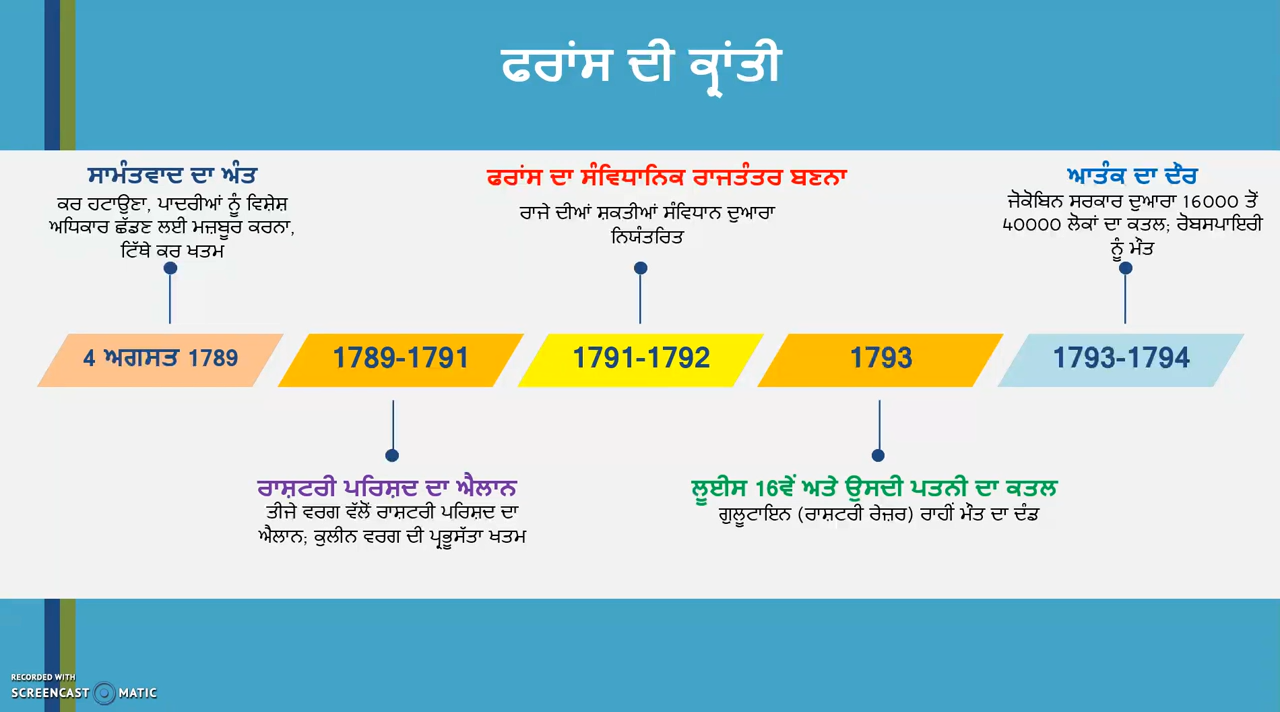 ਫਰਾਂਸ ਦੀ ਕ੍ਰਾਂਤੀ
ਸਾਮੰਤਵਾਦ ਦਾ ਅੰਤ
ਕਰ ਹਟਾਉਣਾ, ਪਾਦਰੀਆਂ ਨੂੰ ਵਿਸ਼ੇਸ਼
ਅਧਿਕਾਰ ਛੱਡਣ ਲਈ ਮਜ਼ਬੂਰ ਕਰਨਾ,
ਟਿੱਥੇ ਕਰ ਖਤਮ
ਫਰਾਂਸ ਦਾ ਸੰਵਿਧਾਨਿਕ ਰਾਜਤੰਤਰ ਬਣਨਾ
ਰਾਜੇ ਦੀਆਂ ਸ਼ਕਤੀਆਂ ਸੰਵਿਧਾਨ ਦੁਆਰਾ
ਨਿਯੰਤਰਿਤ
ਆਤੰਕ ਦਾ ਦੌਰ
ਜੋਕੋਬਿਨ ਸਰਕਾਰ ਦੁਆਰਾ 16000 ਤੋਂ
40000 ਲੋਕਾਂ ਦਾ ਕਤਲ; ਰੋਬਸਪਾਇਰੀ
ਨੂੰ ਮੌਤ
4 ਅਗਸਤ 1789
1789-1791
1791-1792
1793
1793-1794
ਰਾਸ਼ਟਰੀ ਪਰਿਸ਼ਦ ਦਾ ਐਲਾਨ
ਤੀਜੇ ਵਰਗ ਵੱਲੋਂ ਰਾਸ਼ਟਰੀ ਪਰਿਸ਼ਦ ਦਾ
ਐਲਾਨ; ਕੁਲੀਨ ਵਰਗ ਦੀ ਪ੍ਰਭੂਸੱਤਾ ਖਤਮ
ਲੂਈਸ 16ਵੇਂ ਅਤੇ ਉਸਦੀ ਪਤਨੀ ਦਾ ਕਤਲ
ਗੁਲੂਟਾਇਨ (ਰਾਸ਼ਟਰੀ ਰੇਜ਼ਰ) ਰਾਹੀਂ ਮੌਤ ਦਾ ਦੰਡ
RECORDED WITH
SCREENCAST MATIC